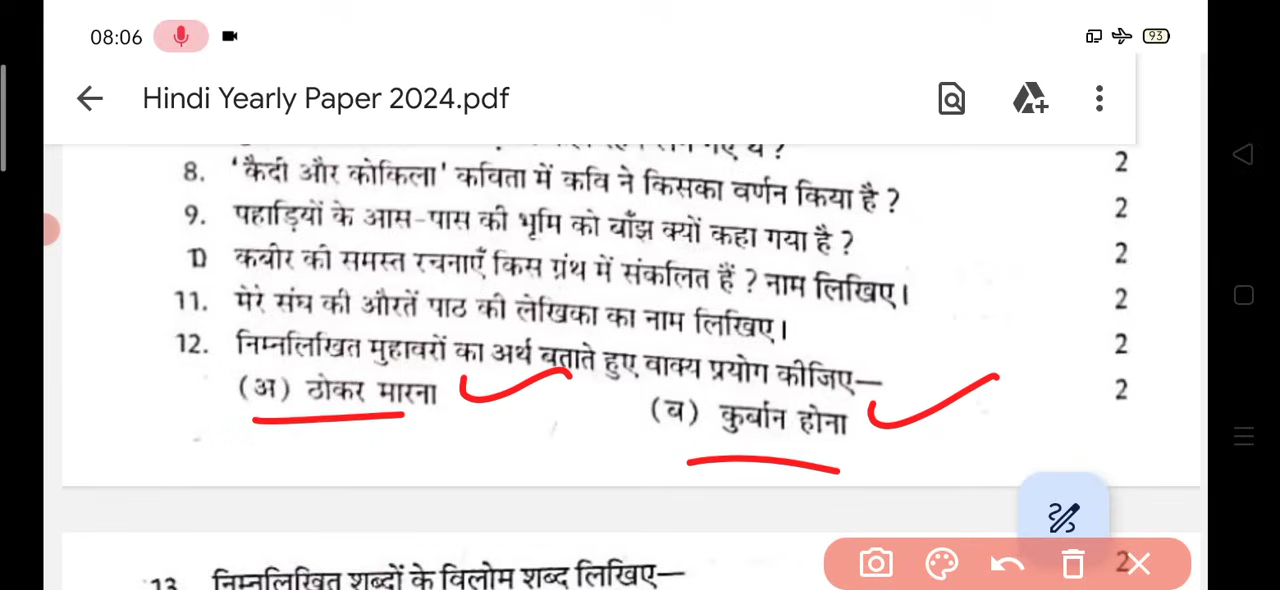 08:06
93
Hindi Yearly Paper 2024.pdf
2
8. 'कैदी और कोकिला' कविता में कवि ने किसका वर्णन किया है ? 2
9. पहाड़ियों के आस-पास की भूमि को बाँझ क्यों कहा गया है ? 2
कबीर की समस्त रचनाएँ किस ग्रंथ में संकलित हैं ? नाम लिखिए। 2
11. मेरे संघ की औरतें पाठ की लेखिका का नाम लिखिए। 2
12. निम्नलिखित मुहावरों का अर्थ बताते हुए वाक्य प्रयोग कीजिए— 2
(अ) ठोकर मारना (ब) कुर्बान होना
13. निम्नलिखित शब्दों के विलोम शब्द लिखिए— 2